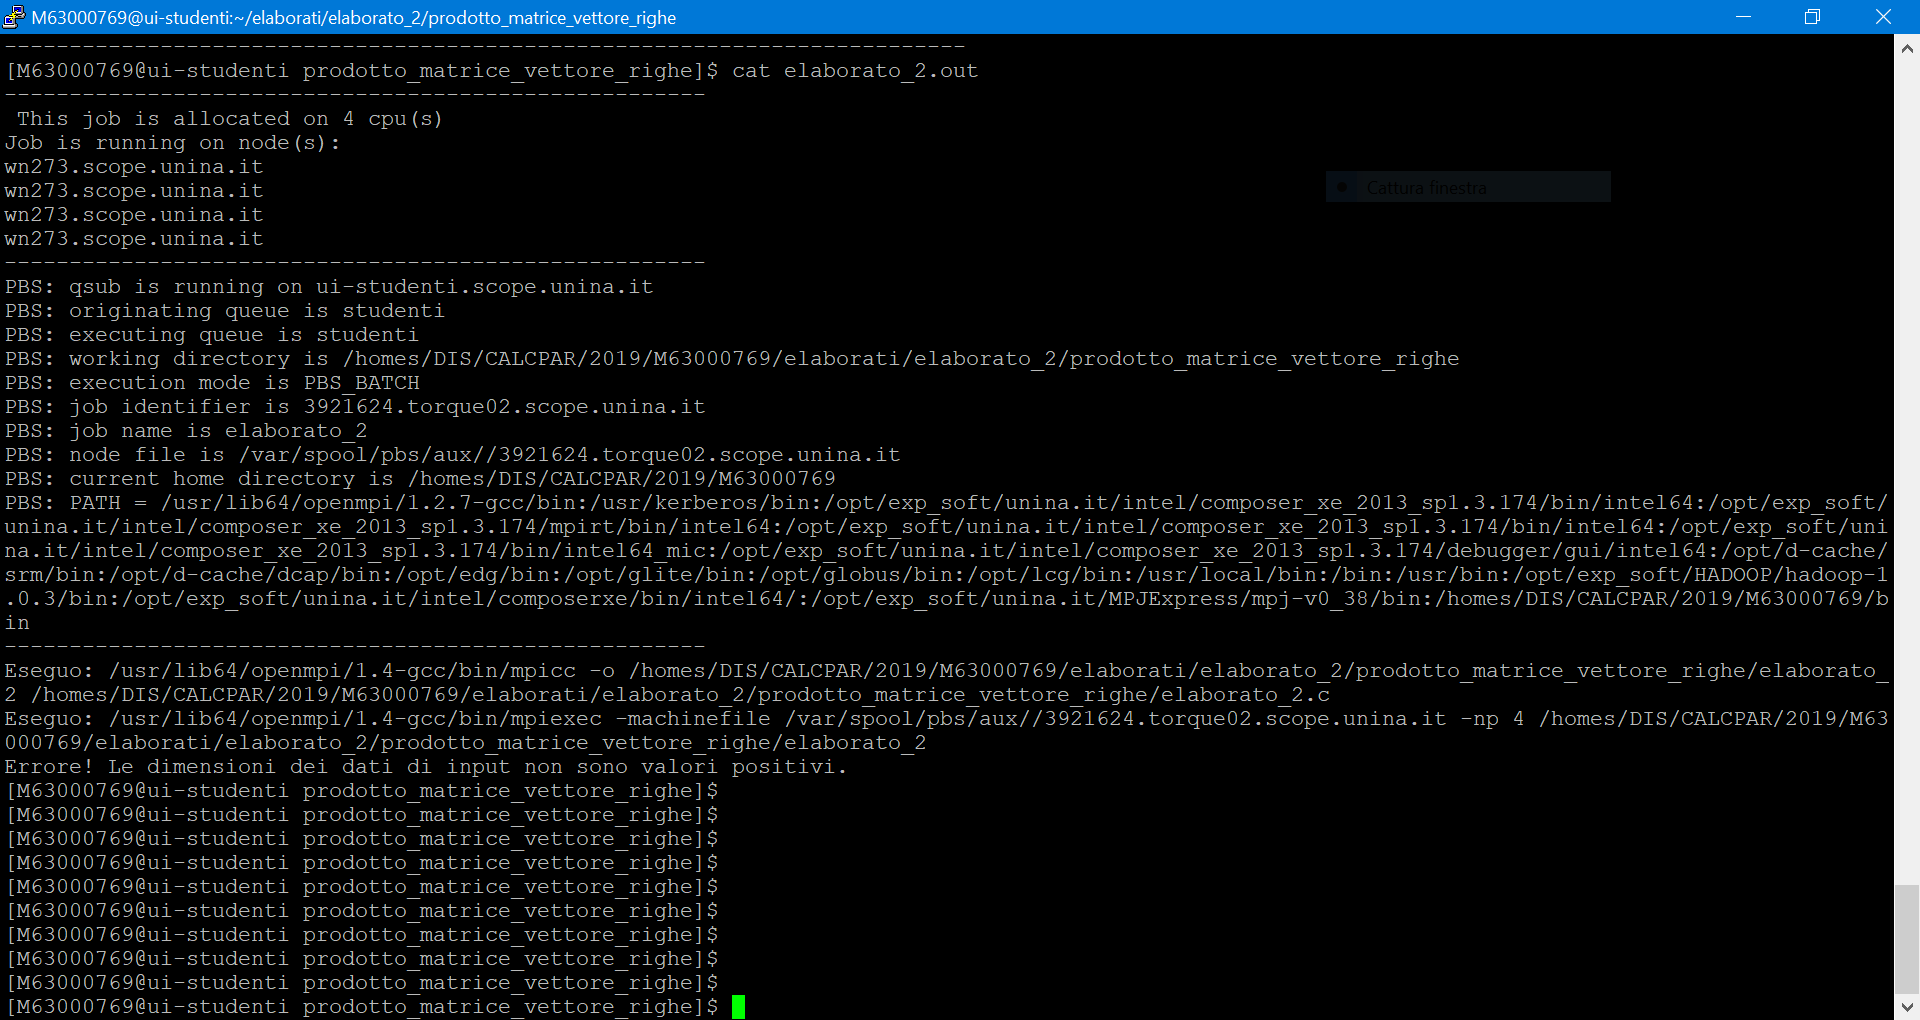 M63000769@ui-studenti:~/elaborati/elaborato_2/prodotto_matrice_vettore_righe
--------------------------------------------------------------------------
[M63000769@ui-studenti prodotto_matrice_vettore_righe]$ cat elaborato_2.out
------------------------------------------------------
 This job is allocated on 4 cpu(s)
Job is running on node(s):
wn273.scope.unina.it
wn273.scope.unina.it
Cattura finestra
wn273.scope.unina.it
wn273.scope.unina.it
------------------------------------------------------
PBS: qsub is running on ui-studenti.scope.unina.it
PBS: originating queue is studenti
PBS: executing queue is studenti
PBS: working directory is /homes/DIS/CALCPAR/2019/M63000769/elaborati/elaborato_2/prodotto_matrice_vettore_righe
PBS: execution mode is PBS_BATCH
PBS: job identifier is 3921624.torque02.scope.unina.it
PBS: job name is elaborato_2
PBS: node file is /var/spool/pbs/aux//3921624.torque02.scope.unina.it
PBS: current home directory is /homes/DIS/CALCPAR/2019/M63000769
PBS: PATH = /usr/lib64/openmpi/1.2.7-gcc/bin:/usr/kerberos/bin:/opt/exp_soft/unina.it/intel/composer_xe_2013_sp1.3.174/bin/intel64:/opt/exp_soft/
unina.it/intel/composer_xe_2013_sp1.3.174/mpirt/bin/intel64:/opt/exp_soft/unina.it/intel/composer_xe_2013_sp1.3.174/bin/intel64:/opt/exp_soft/uni
na.it/intel/composer_xe_2013_sp1.3.174/bin/intel64_mic:/opt/exp_soft/unina.it/intel/composer_xe_2013_sp1.3.174/debugger/gui/intel64:/opt/d-cache/
srm/bin:/opt/d-cache/dcap/bin:/opt/edg/bin:/opt/glite/bin:/opt/globus/bin:/opt/lcg/bin:/usr/local/bin:/bin:/usr/bin:/opt/exp_soft/HADOOP/hadoop-1
.0.3/bin:/opt/exp_soft/unina.it/intel/composerxe/bin/intel64/:/opt/exp_soft/unina.it/MPJExpress/mpj-v0_38/bin:/homes/DIS/CALCPAR/2019/M63000769/b
in
------------------------------------------------------
Eseguo: /usr/lib64/openmpi/1.4-gcc/bin/mpicc -o /homes/DIS/CALCPAR/2019/M63000769/elaborati/elaborato_2/prodotto_matrice_vettore_righe/elaborato_
2 /homes/DIS/CALCPAR/2019/M63000769/elaborati/elaborato_2/prodotto_matrice_vettore_righe/elaborato_2.c
Eseguo: /usr/lib64/openmpi/1.4-gcc/bin/mpiexec -machinefile /var/spool/pbs/aux//3921624.torque02.scope.unina.it -np 4 /homes/DIS/CALCPAR/2019/M63
000769/elaborati/elaborato_2/prodotto_matrice_vettore_righe/elaborato_2
Errore! Le dimensioni dei dati di input non sono valori positivi.
[M63000769@ui-studenti prodotto_matrice_vettore_righe]$
[M63000769@ui-studenti prodotto_matrice_vettore_righe]$
[M63000769@ui-studenti prodotto_matrice_vettore_righe]$
[M63000769@ui-studenti prodotto_matrice_vettore_righe]$
[M63000769@ui-studenti prodotto_matrice_vettore_righe]$
[M63000769@ui-studenti prodotto_matrice_vettore_righe]$
[M63000769@ui-studenti prodotto_matrice_vettore_righe]$
[M63000769@ui-studenti prodotto_matrice_vettore_righe]$
[M63000769@ui-studenti prodotto_matrice_vettore_righe]$
[M63000769@ui-studenti prodotto_matrice_vettore_righe]$